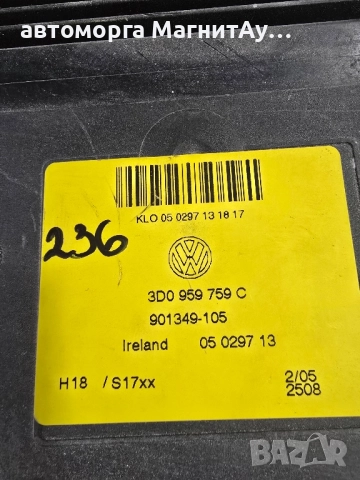 автоморга МагнитАу...
KLO 05 0297 13 18 17
236
3D0 959 759 C
901349-105
Ireland 05 0297 13
H18 /S17xx 2/05
2508
BAZAR